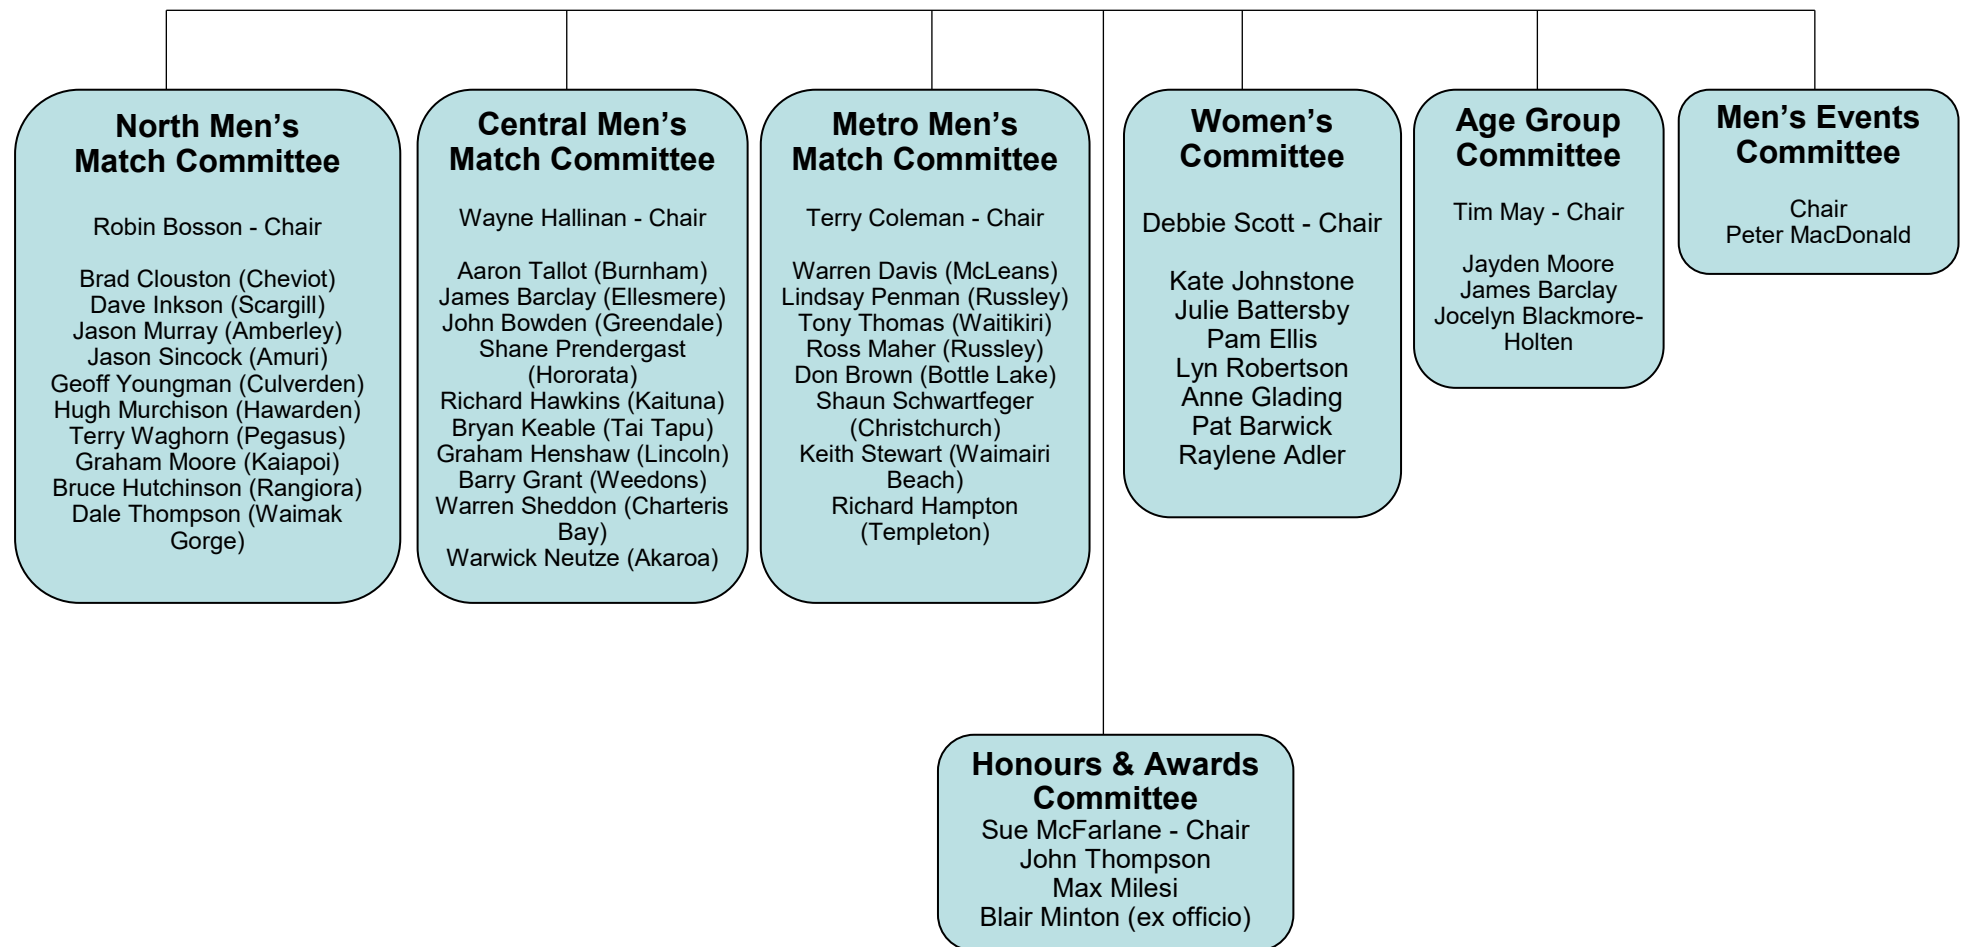 North Men’s
Match Committee
Robin Bosson - Chair
Brad Clouston (Cheviot)
Dave Inkson (Scargill)
Jason Murray (Amberley)
Jason Sincock (Amuri)
Geoff Youngman (Culverden)
Hugh Murchison (Hawarden)
Terry Waghorn (Pegasus)
Graham Moore (Kaiapoi)
Bruce Hutchinson (Rangiora)
Dale Thompson (Waimak
Gorge)
Central Men’s
Match Committee
Wayne Hallinan - Chair
Aaron Tallot (Burnham)
James Barclay (Ellesmere)
John Bowden (Greendale)
Shane Prendergast
(Hororata)
Richard Hawkins (Kaituna)
Bryan Keable (Tai Tapu)
Graham Henshaw (Lincoln)
Barry Grant (Weedons)
Warren Sheddon (Charteris
Bay)
Warwick Neutze (Akaroa)
Metro Men’s
Match Committee
Terry Coleman - Chair
Warren Davis (McLeans)
Lindsay Penman (Russley)
Tony Thomas (Waitikiri)
Ross Maher (Russley)
Don Brown (Bottle Lake)
Shaun Schwartfeger
(Christchurch)
Keith Stewart (Waimairi
Beach)
Richard Hampton
(Templeton)
Women’s
Committee
Debbie Scott - Chair
Kate Johnstone
Julie Battersby
Pam Ellis
Lyn Robertson
Anne Glading
Pat Barwick
Raylene Adler
Age Group
Committee
Tim May - Chair
Jayden Moore
James Barclay
Jocelyn Blackmore-
Holten
Men’s Events
Committee
Chair
Peter MacDonald
Honours & Awards
Committee
Sue McFarlane - Chair
John Thompson
Max Milesi
Blair Minton (ex officio)